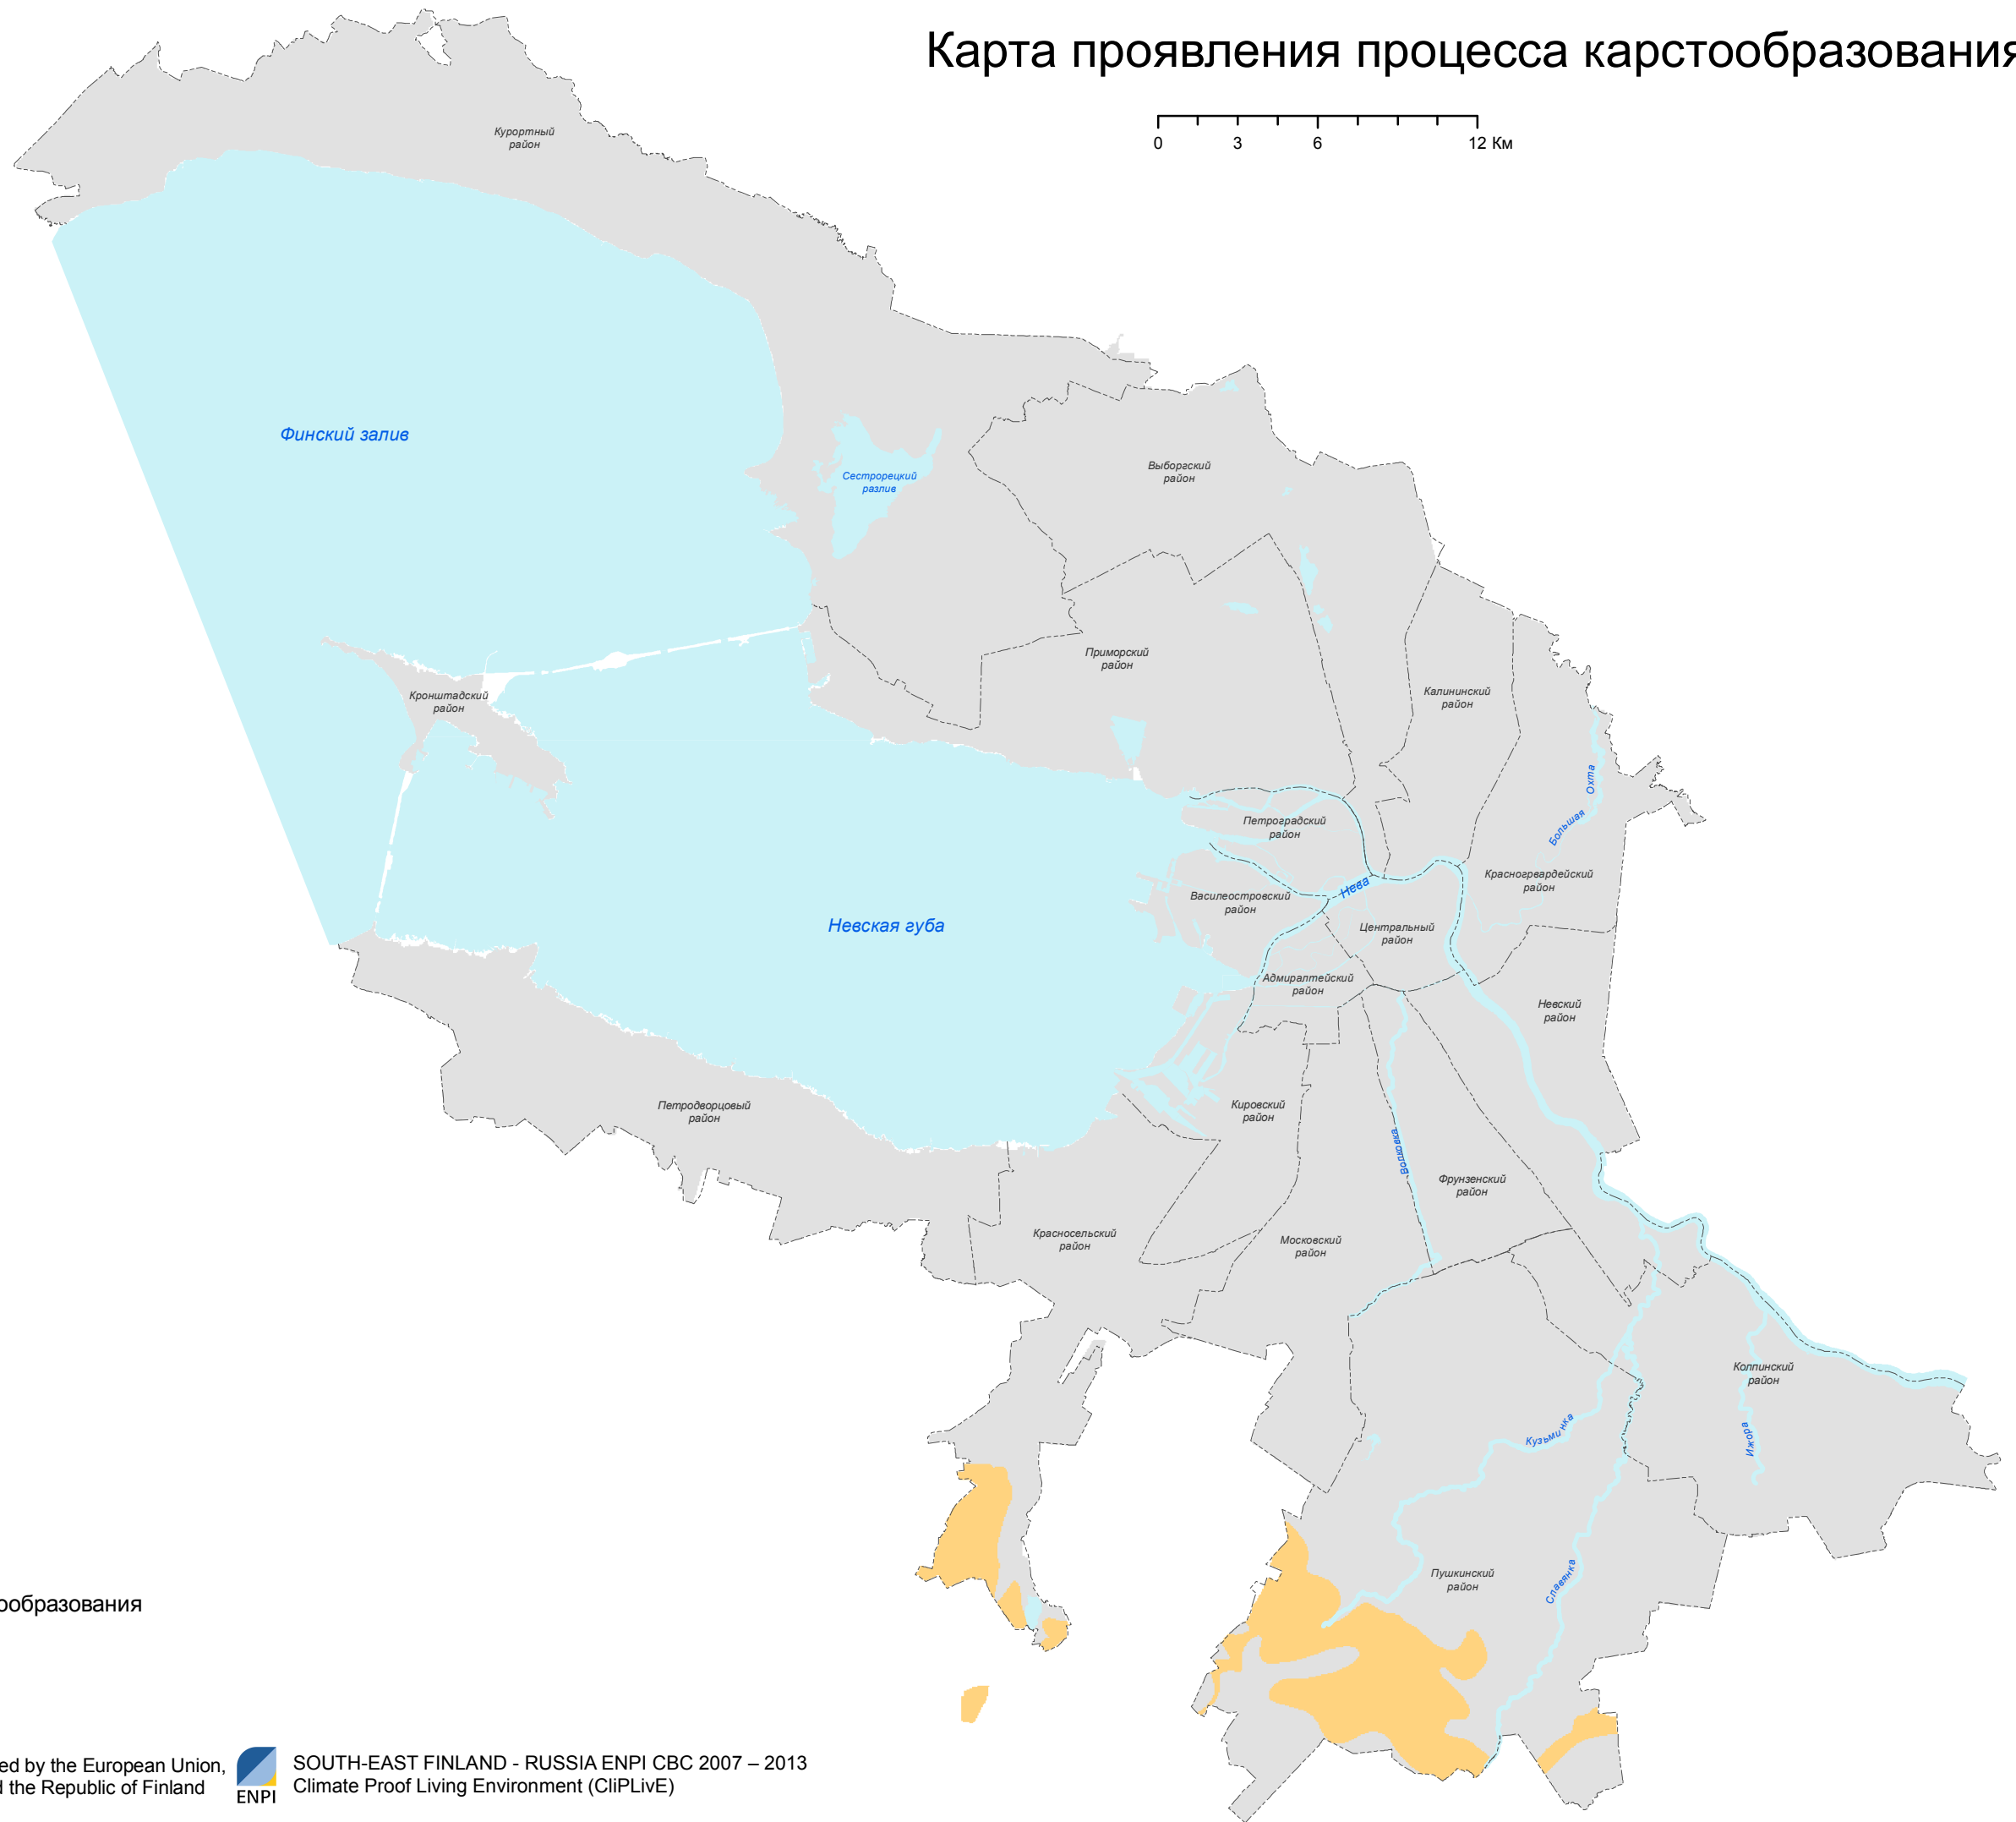 Карта проявления процесса карстообразования
0 3 6 12 Км
Курортный
район
Финский залив
Сестрорецкий
разлив
Выборгский
район
Приморский
район
Кронштадский
район
Калининский
район
Большая Охта
Петроградский
район
Красногрвардейский
район
Нева
Василеостровский
район
Невская губа
Центральный
район
Адмиралтейский
район
Невский
район
Петродворцовый
район
Кировский
район
Волковка
Фрунзенский
район
Красносельский
район
Московский
район
Колпинский
район
Кузьминка
Ижора
Пушкинский
район
Славянка
ообразования
ed by the European Union,
d the Republic of Finland
ENPI
SOUTH-EAST FINLAND - RUSSIA ENPI CBC 2007 – 2013
Climate Proof Living Environment (CliPLivE)